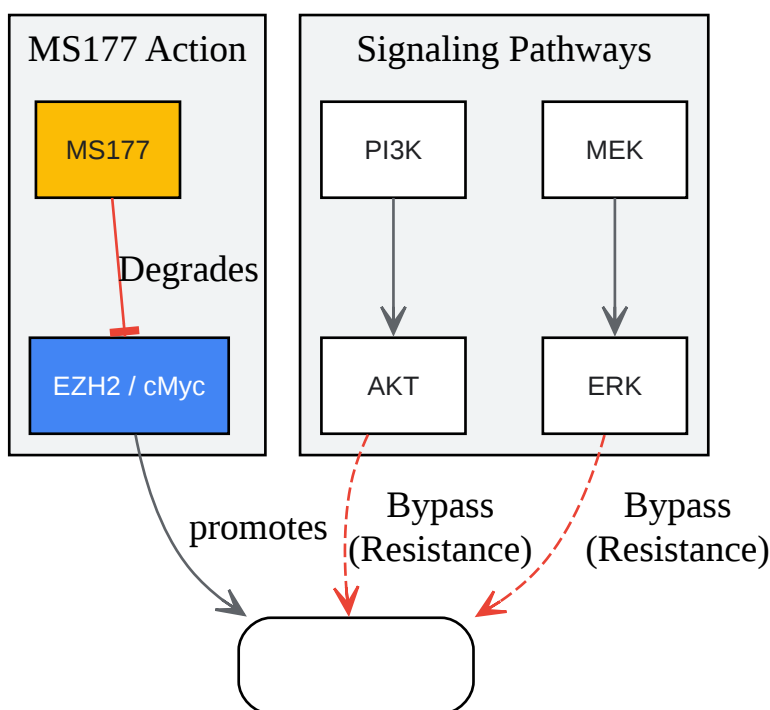 MS177 Action
Signaling Pathways
MS177
PI3K
MEK
Degrades
EZH2 / cMyc
AKT
ERK
promotes
Bypass
(Resistance)
Bypass
(Resistance)